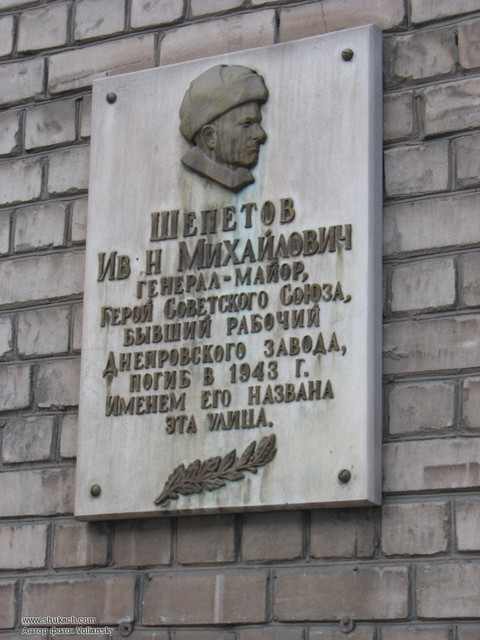 ШЕПЕТОВ
ИВ Н МИХАЙЛОВИЧ
ГЕНЕРАЛ-МАЙОР,
ГЕРОЙ СОВЕТСКОГО СОЮЗА,
БЫВШИЙ РАБОЧИЙ
ДНЕПРОВСКОГО ЗАВОДА,
ПОГИБ В 1943 Г.
ИМЕНЕМ ЕГО НАЗВАНА
ЭТА УЛИЦА.
www.shukach.com
Автор фото: Voliansky